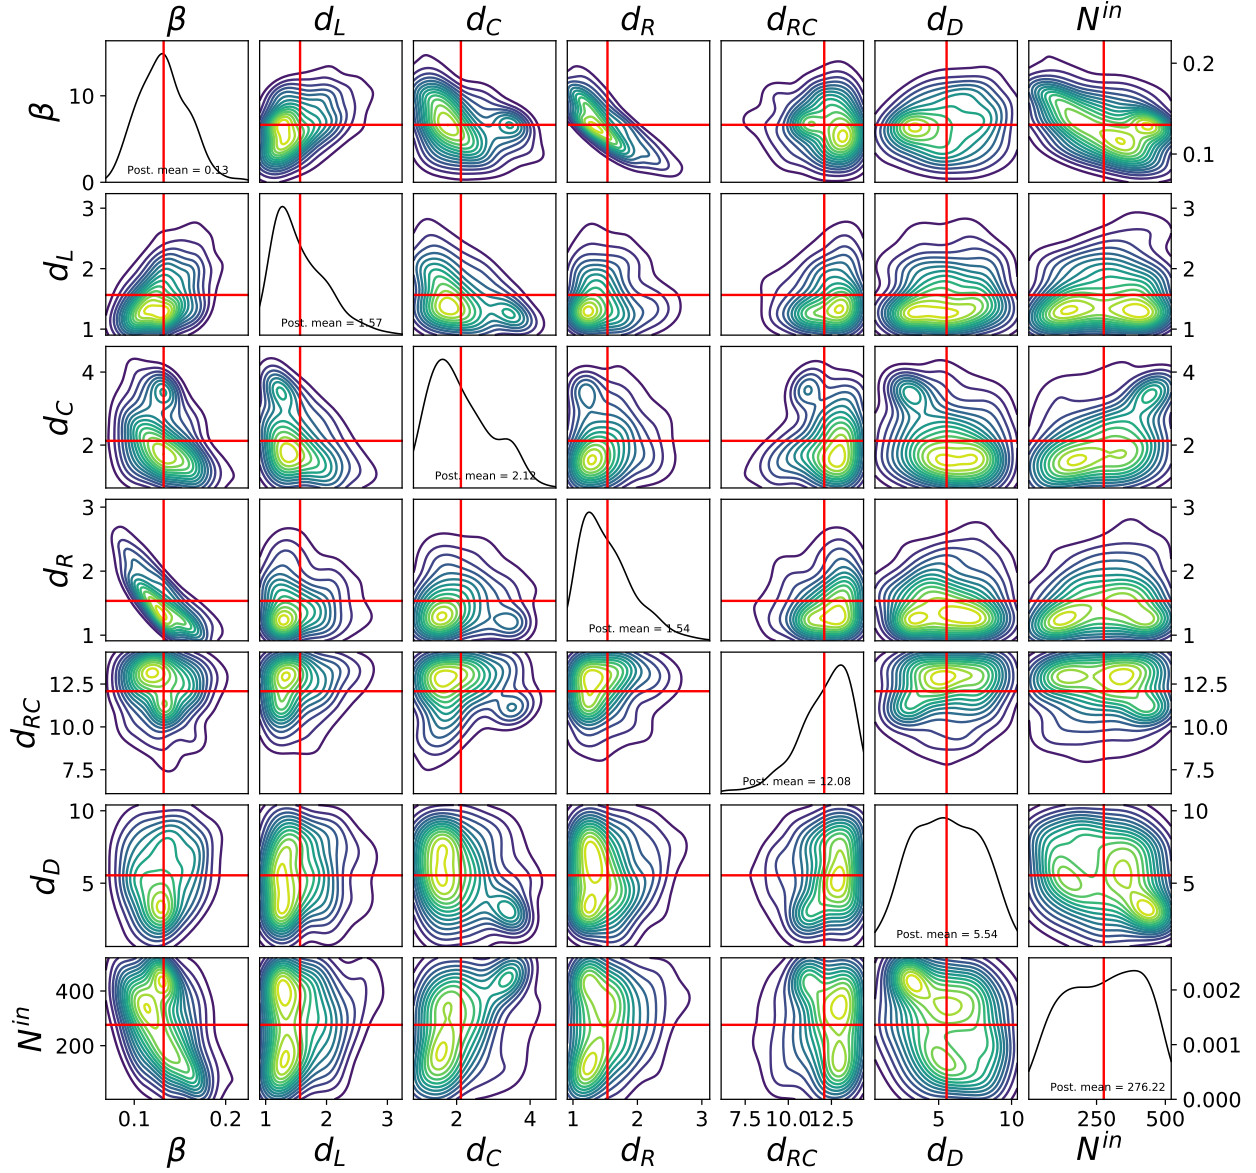 β d_L d_C d_R d_RC d_D N^in
β 10 5 0 Post. mean = 0.13 0.2 0.1
d_L 3 2 1 Post. mean = 1.57 3 2 1
d_C 4 2 Post. mean = 2.12 4 2
d_R 3 2 1 Post. mean = 1.54 3 2 1
d_RC 12.5 10.0 7.5 Post. mean = 12.08 12.5 10.0 7.5
d_D 10 5 Post. mean = 5.54 10 5
N^in 400 200 Post. mean = 276.22 0.002 0.001 0.000
0.1 0.2 1 2 3 2 4 1 2 3 7.5 10.0 12.5 5 10 250 500
β d_L d_C d_R d_RC d_D N^in